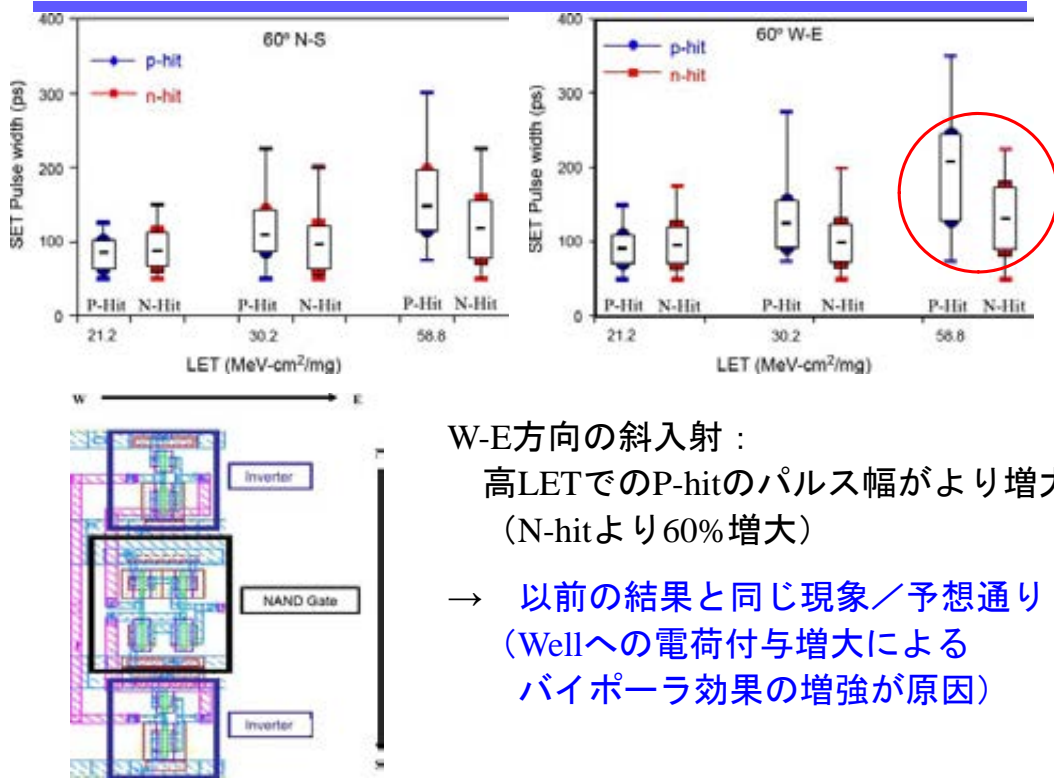 400
300
200
100
0
SET Pulse width (ps)
60° N-S
p-hit
n-hit
P-Hit N-Hit P-Hit N-Hit P-Hit N-Hit
21.2 30.2 58.8
LET (MeV-cm²/mg)
400
300
200
100
0
SET Pulse width (ps)
60° W-E
p-hit
n-hit
P-Hit N-Hit P-Hit N-Hit P-Hit N-Hit
21.2 30.2 58.8
LET (MeV-cm²/mg)
W E
Inverter
NAND Gate
Inverter
W-E方向の斜入射：
高LETでのP-hitのパルス幅がより増
（N-hitより60%増大）
→ 以前の結果と同じ現象／予想通り
（Wellへの電荷付与増大による
バイポーラ効果の増強が原因）